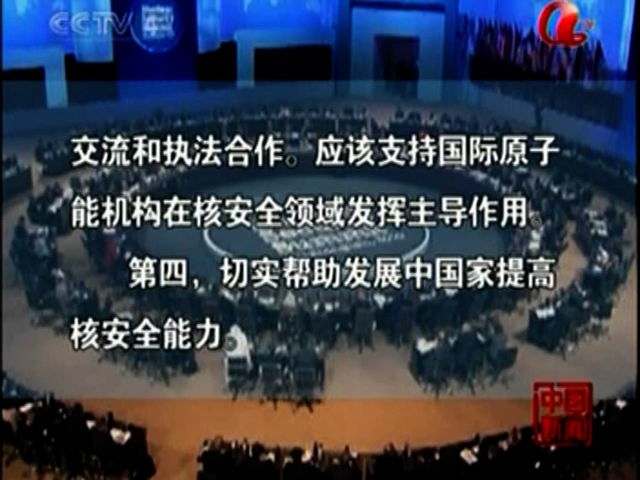 CCTV 4
TV
交流和执法合作。应该支持国际原子
能机构在核安全领域发挥主导作用。
第四，切实帮助发展中国家提高
核安全能力。
中国
新闻